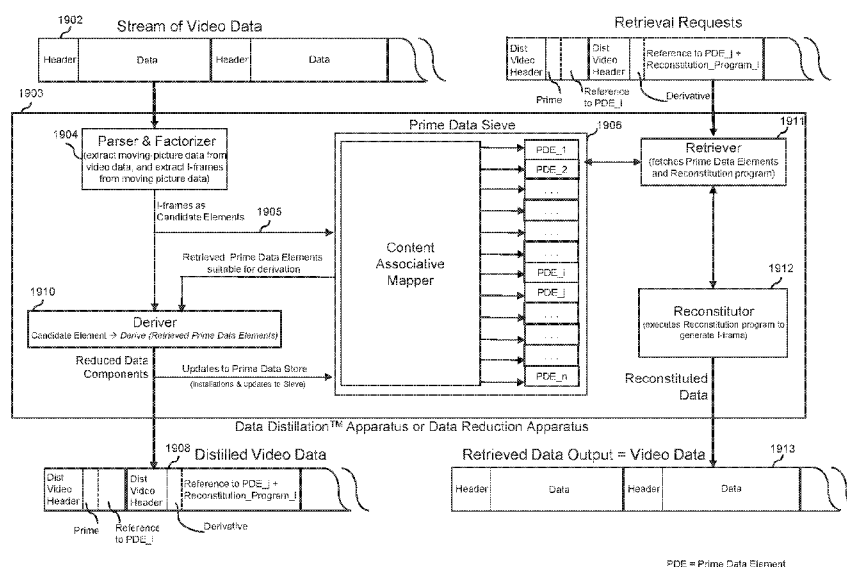 Stream of Video Data
1902
Header
Data
Header
Data
Retrieval Requests
Dist
Video
Header
Dist
Video
Header
Reference to PDE_j +
Reconstitution_Program_i
Prime
Reference
to PDE_i
Derivative
1903
1904
Parser & Factorizer
(extract moving-picture data from
video data, and extract I-frames
from moving picture data)
I-frames as
Candidate Elements
1905
Prime Data Sieve
1906
Content
Associative
Mapper
PDE_1
PDE_2
. . .
. . .
. . .
. . .
PDE_i
PDE_j
. . .
. . .
. . .
PDE_n
1911
Retriever
(fetches Prime Data Elements
and Reconstitution program)
Retrieved Prime Data Elements
suitable for derivation
1910
Deriver
Candidate Element → Derive (Retrieved Prime Data Elements)
1912
Reconstitutor
(executes Reconstitution program to
generate I-frame)
Reduced Data
Components
Updates to Prime Data Store
(Installations & updates to Sieve)
Reconstituted
Data
Data Distillation™ Apparatus or Data Reduction Apparatus
1908
Distilled Video Data
Dist
Video
Header
Dist
Video
Header
Reference to PDE_j +
Reconstitution_Program_i
Prime
Reference
to PDE_i
Derivative
Retrieved Data Output = Video Data
1913
Header
Data
Header
Data
PDE = Prime Data Element